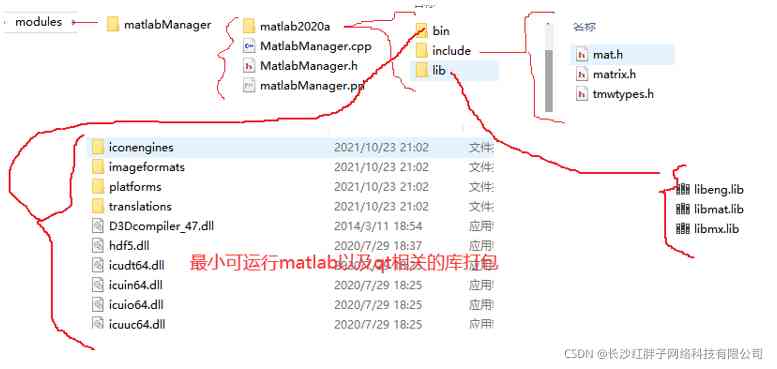 modules
matlabManager
matlab2020a
MatlabManager.cpp
MatlabManager.h
matlabManager.pri
bin
include
lib
名称
mat.h
matrix.h
tmwtypes.h
iconengines 2021/10/23 21:02 文件
imageformats 2021/10/23 21:02 文件
platforms 2021/10/23 21:02 文件
translations 2021/10/23 21:02 文件
D3Dcompiler_47.dll 2014/3/11 18:54 应用
hdf5.dll 2020/7/29 18:37 应用
最小可运行matlab以及qt相关的库打包
icudt64.dll 2020/7/29 18:25 应用
icuin64.dll 2020/7/29 18:25 应用
icuio64.dll 2020/7/29 18:25 应用
icuuc64.dll 2020/7/29 18:25 应用
libeng.lib
libmat.lib
libmx.lib
CSDN @长沙红胖子网络科技有限公司